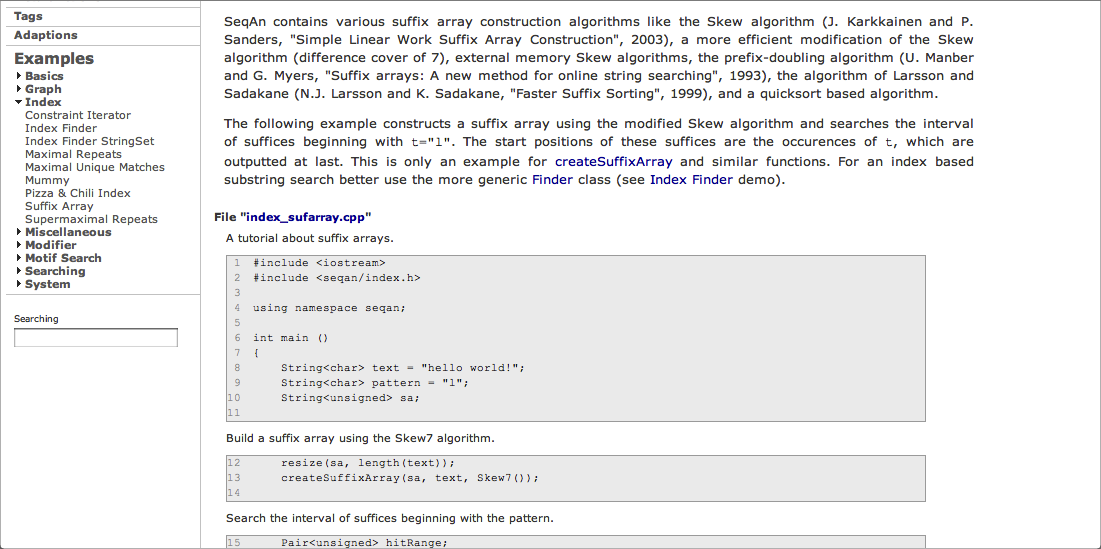 Tags
Adaptions
Examples
Basics
Graph
Index
Constraint Iterator
Index Finder
Index Finder StringSet
Maximal Repeats
Maximal Unique Matches
Mummy
Pizza & Chili Index
Suffix Array
Supermaximal Repeats
Miscellaneous
Modifier
Motif Search
Searching
System
Searching
SeqAn contains various suffix array construction algorithms like the Skew algorithm (J. Karkkainen and P.
Sanders, "Simple Linear Work Suffix Array Construction", 2003), a more efficient modification of the Skew
algorithm (difference cover of 7), external memory Skew algorithms, the prefix-doubling algorithm (U. Manber
and G. Myers, "Suffix arrays: A new method for online string searching", 1993), the algorithm of Larsson and
Sadakane (N.J. Larsson and K. Sadakane, "Faster Suffix Sorting", 1999), and a quicksort based algorithm.
The following example constructs a suffix array using the modified Skew algorithm and searches the interval
of suffices beginning with t="l". The start positions of these suffices are the occurences of t, which are
outputted at last. This is only an example for createSuffixArray and similar functions. For an index based
substring search better use the more generic Finder class (see Index Finder demo).
File "index_sufarray.cpp"
A tutorial about suffix arrays.
1 #include <iostream>
2 #include <seqan/index.h>
3
4 using namespace seqan;
5
6 int main ()
7 {
8 String<char> text = "hello world!";
9 String<char> pattern = "l";
10 String<unsigned> sa;
11
Build a suffix array using the Skew7 algorithm.
12 resize(sa, length(text));
13 createSuffixArray(sa, text, Skew7());
14
Search the interval of suffices beginning with the pattern.
15 Pair<unsigned> hitRange;